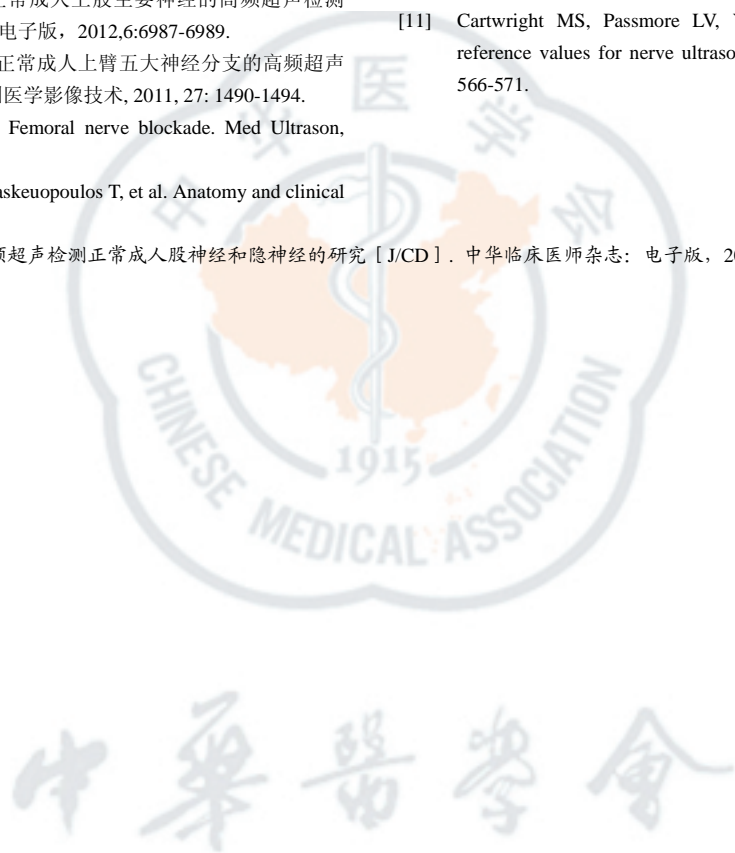 正常成人上肢主要神经的高频超声检测
电子版，2012,6:6987-6989.
正常成人上臂五大神经分支的高频超声
医学影像技术, 2011, 27: 1490-1494.
Femoral nerve blockade. Med Ultrason,
askeuopoulos T, et al. Anatomy and clinical
[11] Cartwright MS, Passmore LV,
reference values for nerve ultraso
566-571.
频超声检测正常成人股神经和隐神经的研究［J/CD］. 中华临床医师杂志：电子版，20
中华医学会
CHINESE MEDICAL ASSOCIATION
1915
中華醫學會